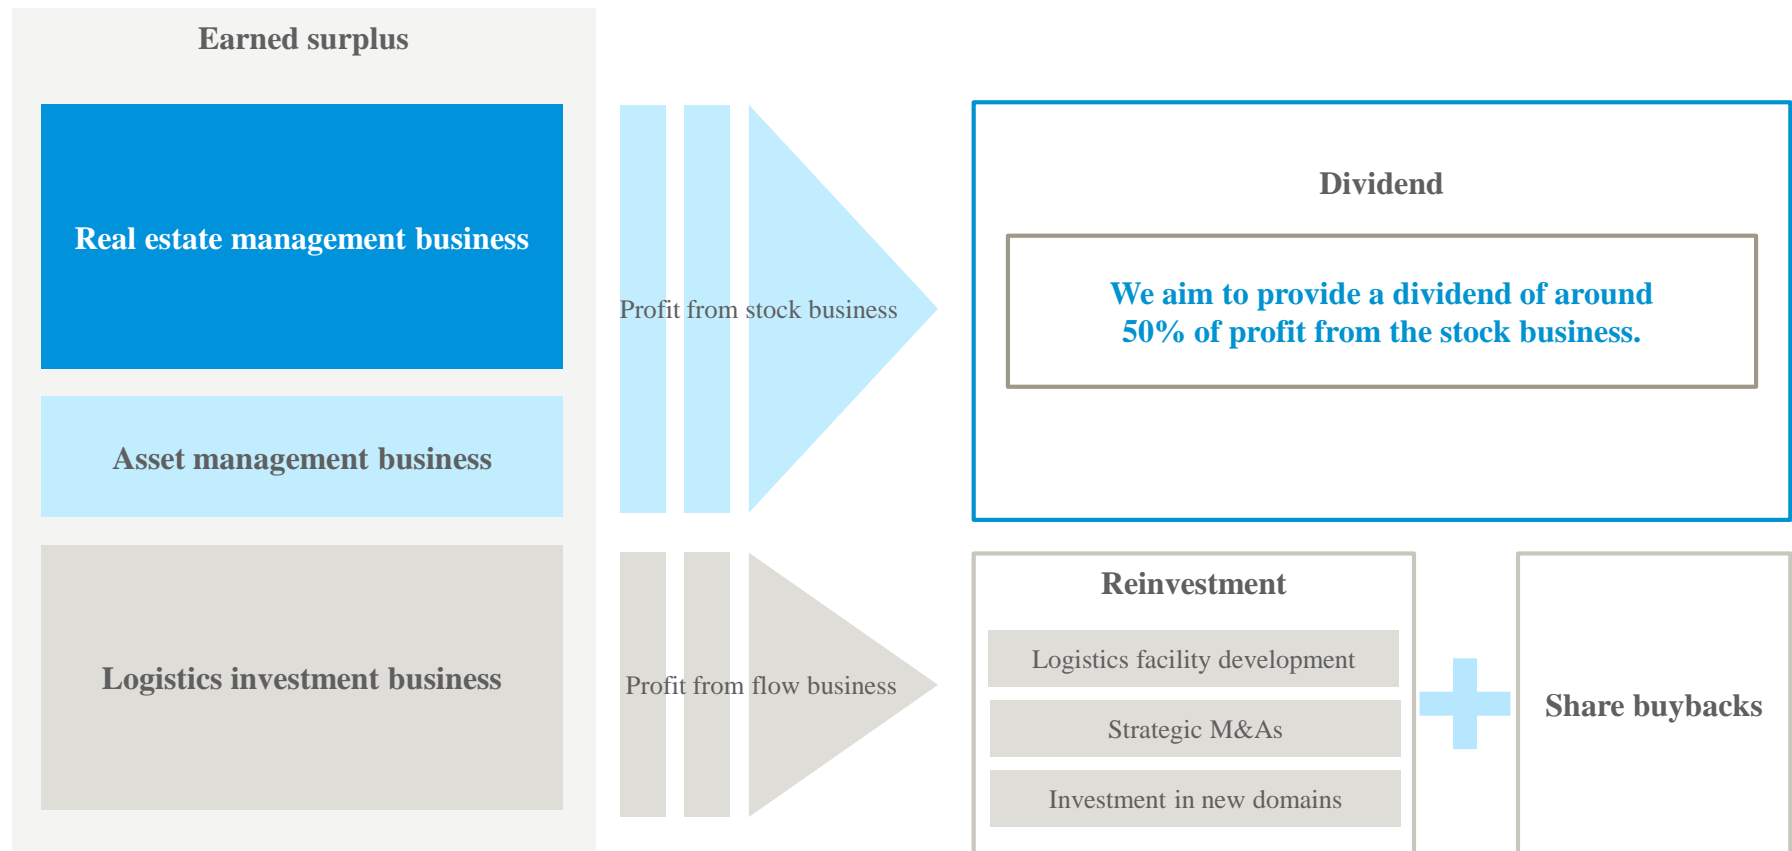 Earned surplus
Real estate management business
Asset management business
Logistics investment business
Profit from stock business
Profit from flow business
Dividend
We aim to provide a dividend of around
50% of profit from the stock business.
Reinvestment
Logistics facility development
Strategic M&As
Investment in new domains
Share buybacks